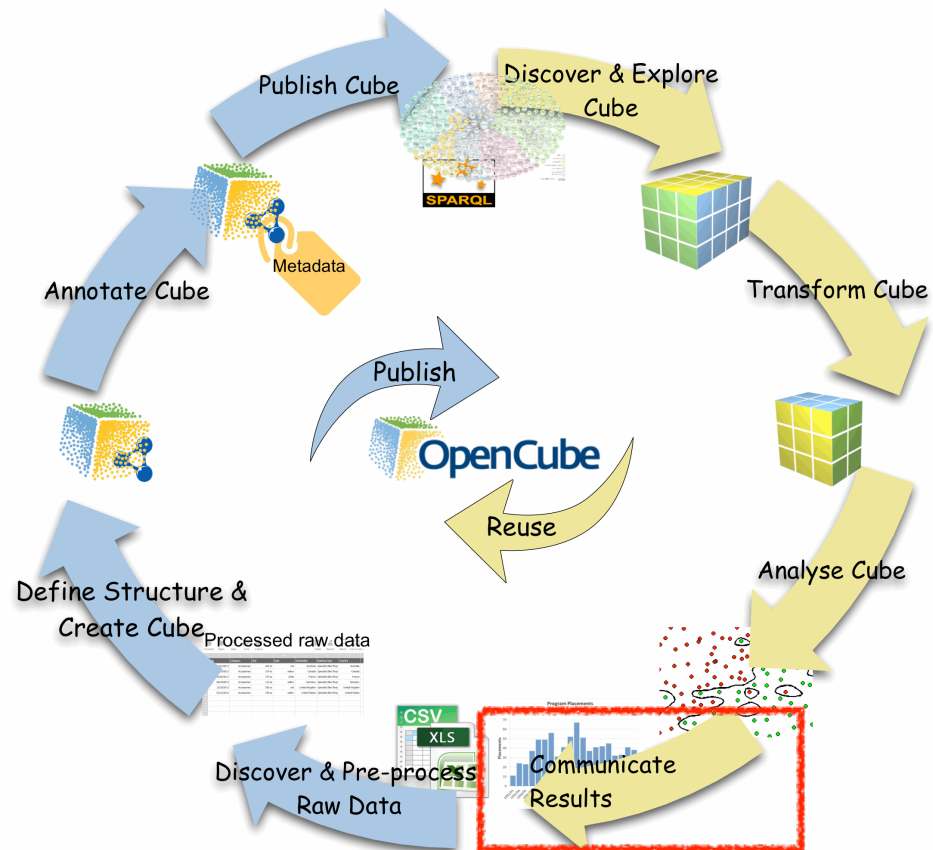 Publish Cube
Discover & Explore
Cube
SPARQL
Metadata
Annotate Cube
Transform Cube
Publish
OpenCube
Reuse
Define Structure &
Create Cube
Analyse Cube
Processed raw data
Program Placements
Placements
CSV
XLS
Communicate
Results
Discover & Pre-process
Raw Data